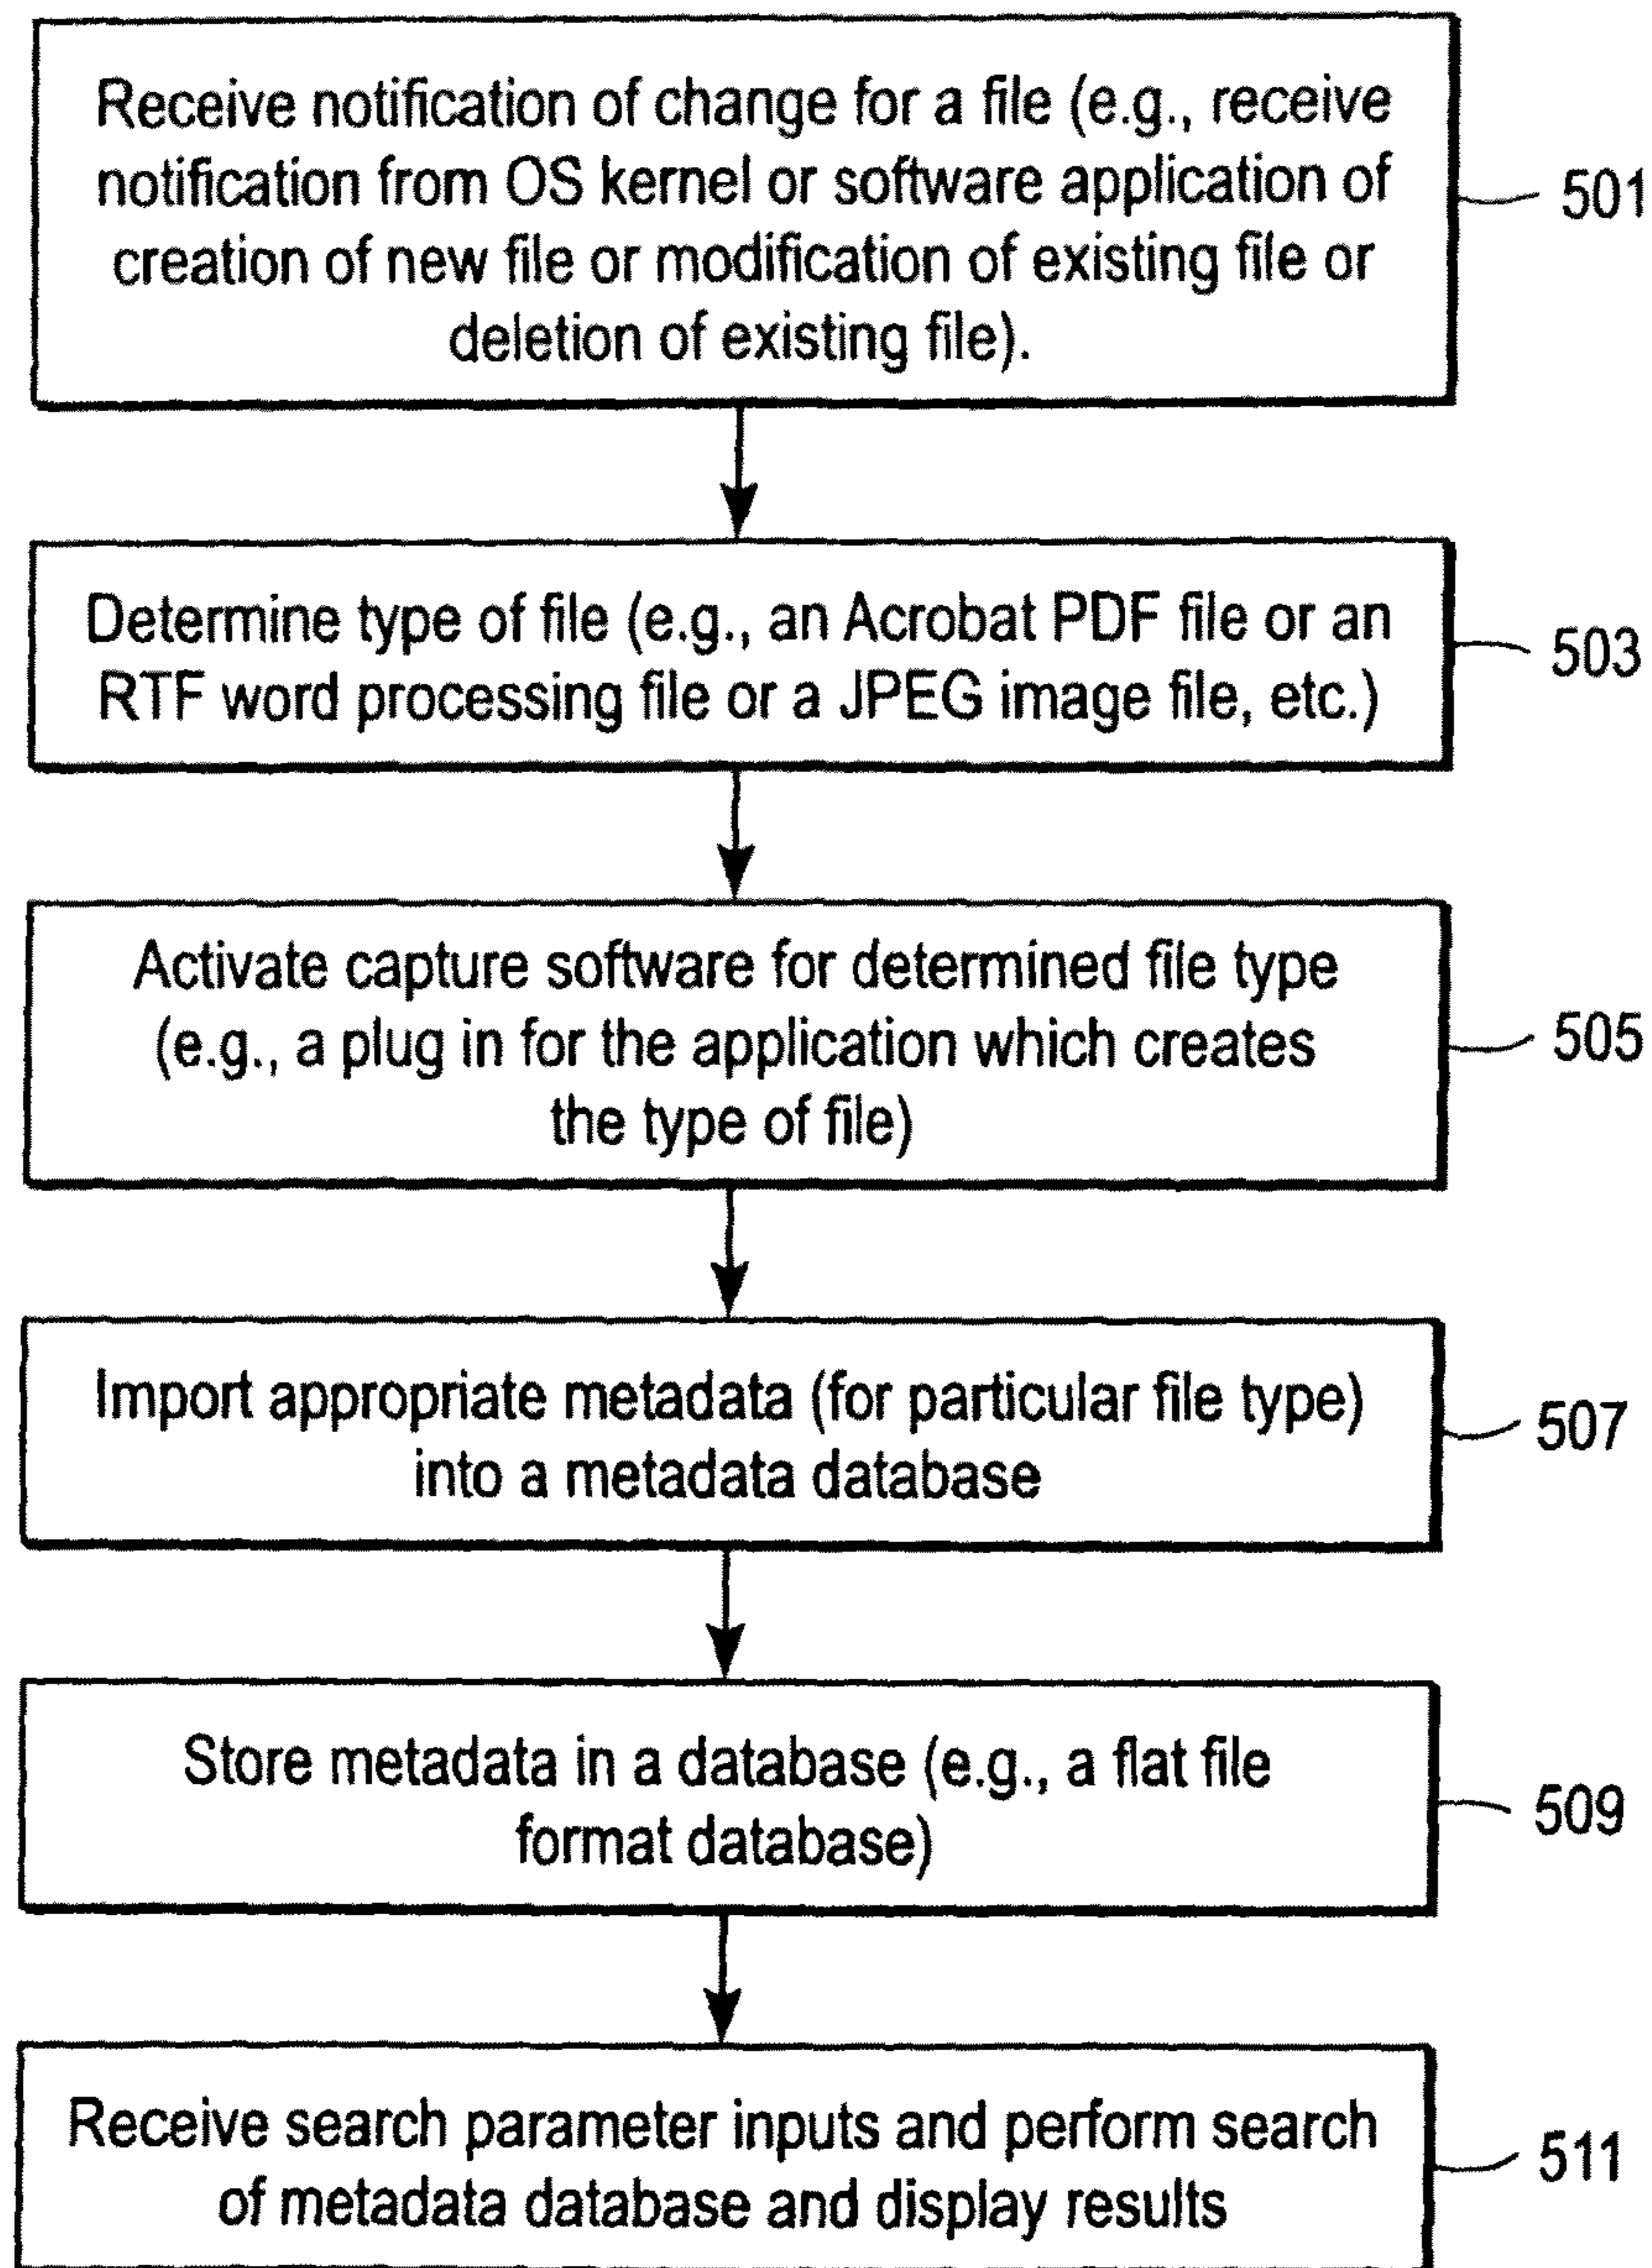 Receive notification of change for a file (e.g., receive
notification from OS kernel or software application of
creation of new file or modification of existing file or
deletion of existing file).
501
Determine type of file (e.g., an Acrobat PDF file or an
RTF word processing file or a JPEG image file, etc.)
503
Activate capture software for determined file type
(e.g., a plug in for the application which creates
the type of file)
505
Import appropriate metadata (for particular file type)
into a metadata database
507
Store metadata in a database (e.g., a flat file
format database)
509
Receive search parameter inputs and perform search
of metadata database and display results
511